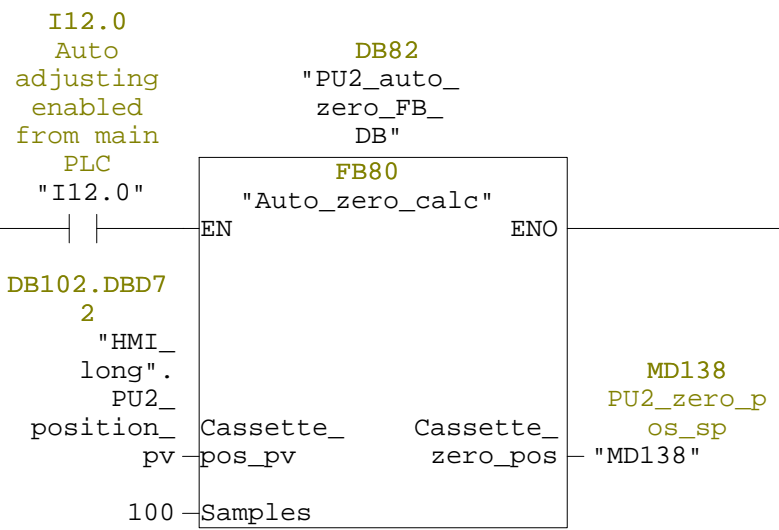 I12.0
Auto
adjusting
enabled
from main
PLC
"I12.0"
DB82
"PU2_auto_
zero_FB_
DB"
FB80
"Auto_zero_calc"
EN
ENO
DB102.DBD7
2
"HMI_
long".
PU2_
position_
pv
Cassette_
pos_pv
Cassette_
zero_pos
MD138
PU2_zero_p
os_sp
"MD138"
100
Samples